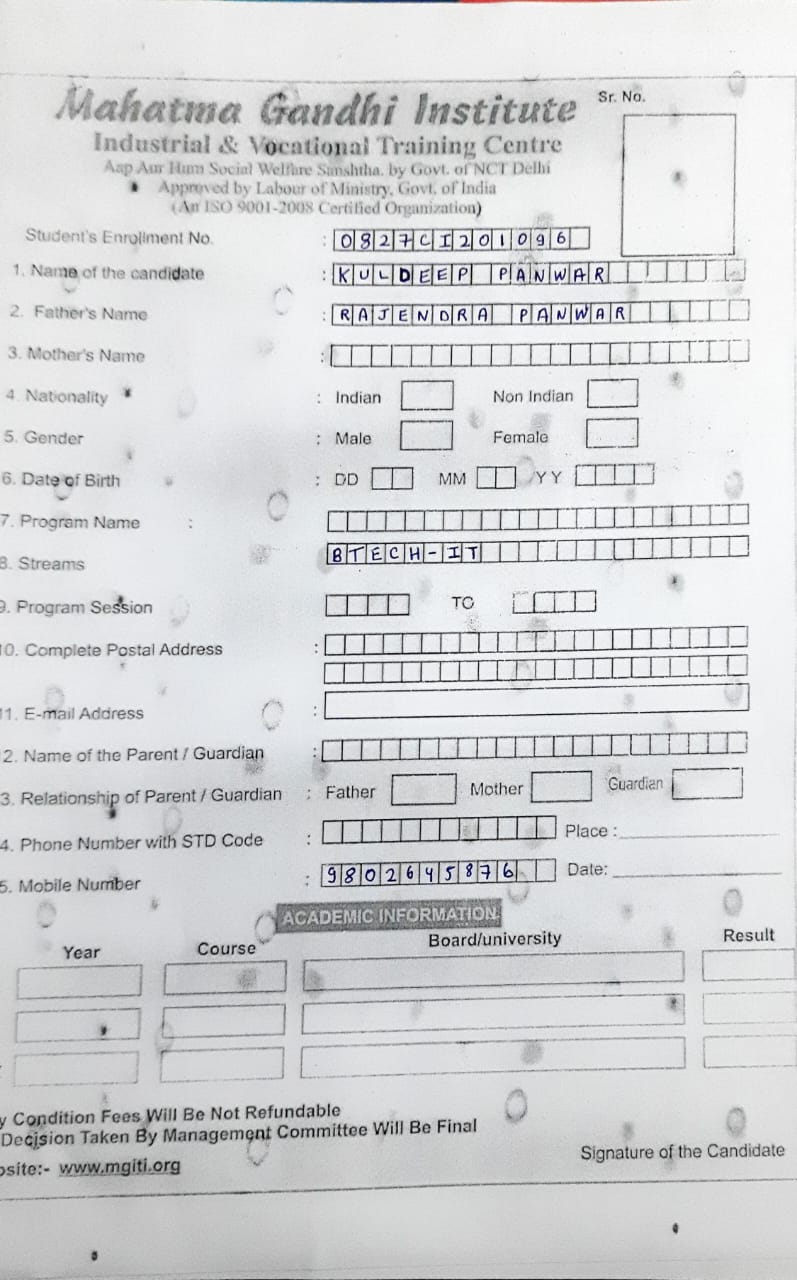 Mahatma Gandhi Institute
Sr. No.
Industrial & Vocational Training Centre
Aap Aur Hum Social Welfare Sanshtha. by Govt. of NCT Delhi
Approved by Labour of Ministry, Govt. of India
(An ISO 9001-2008 Certified Organization)
Student's Enrollment No. : 0827CI201096
1. Name of the candidate : KULDEEP PANWAR
2. Father's Name : RAJENDRA PANWAR
3. Mother's Name :
4. Nationality : Indian Non Indian
5. Gender : Male Female
6. Date of Birth : DD MM YY
7. Program Name :
8. Streams BTECH-IT
9. Program Session TO
10. Complete Postal Address :
11. E-mail Address :
2. Name of the Parent / Guardian :
3. Relationship of Parent / Guardian : Father Mother Guardian
4. Phone Number with STD Code : Place :
5. Mobile Number : 9802645876 Date:
ACADEMIC INFORMATION
Year Course Board/university Result
y Condition Fees Will Be Not Refundable
Decision Taken By Management Committee Will Be Final
bsite:- www.mgiti.org
Signature of the Candidate